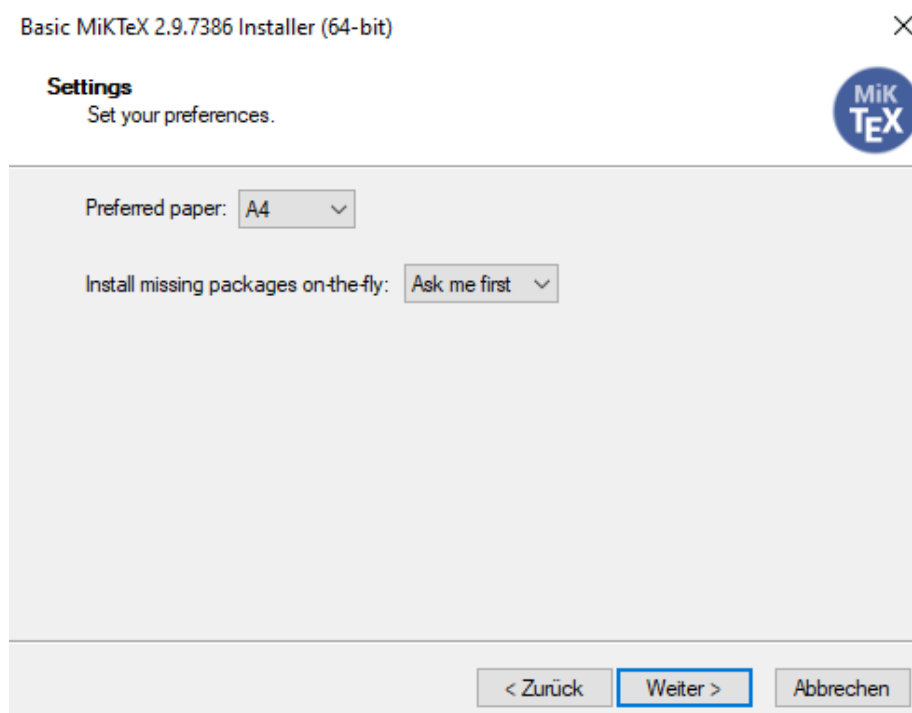 Basic MiKTeX 2.9.7386 Installer (64-bit)
Settings
Set your preferences.
MiK
TEX
Preferred paper: A4
Install missing packages on-the-fly: Ask me first
< Zurück Weiter > Abbrechen